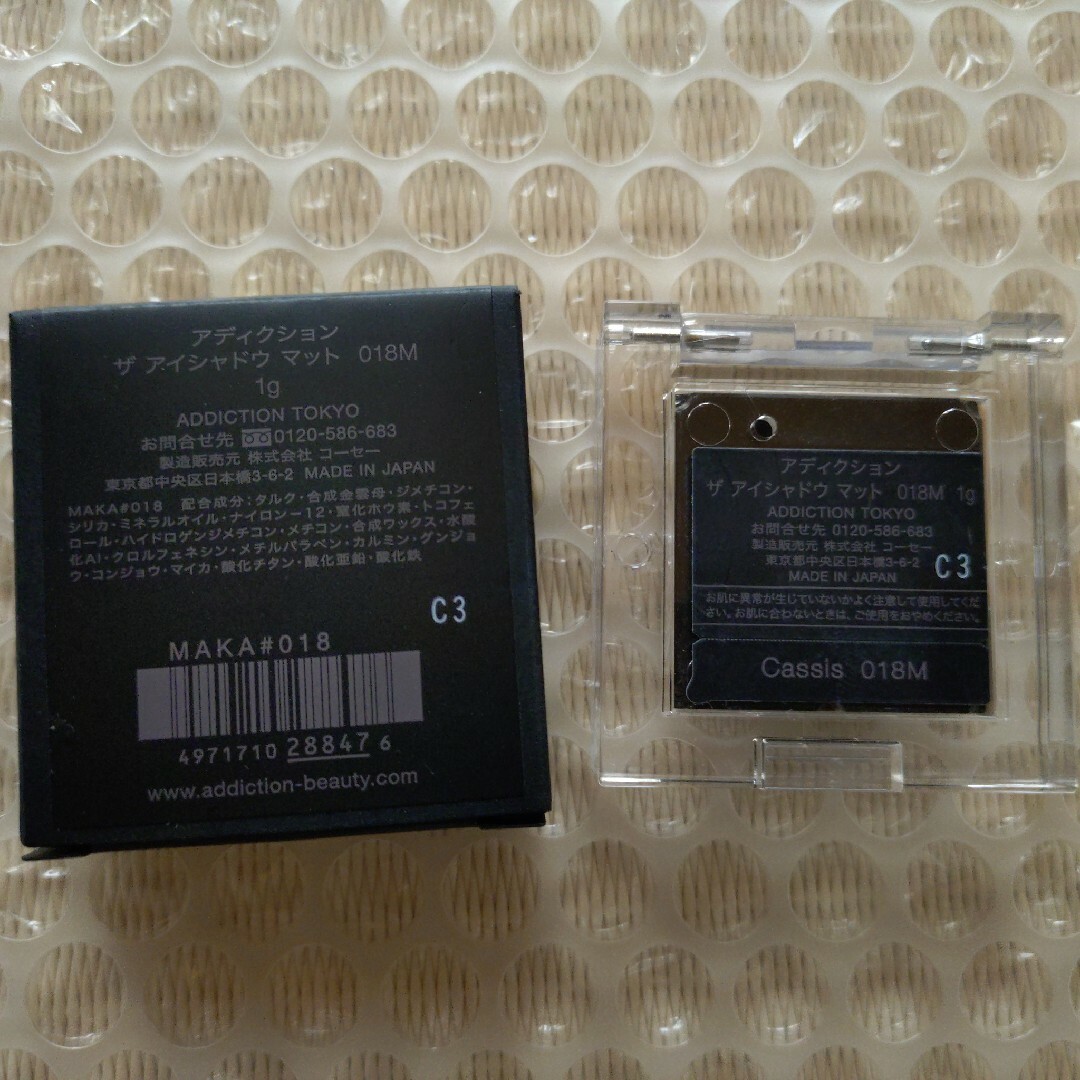 アディクション
ザ アイシャドウ マット 018M
1g
ADDICTION TOKYO
お問合せ先 0120-586-683
製造販売元 株式会社 コーセー
東京都中央区日本橋3-6-2 MADE IN JAPAN
MAKA#018 配合成分:タルク・合成金雲母・ジメチコン・
シリカ・ミネラルオイル・ナイロン－12・窒化ホウ素・トコフェ
ロール・ハイドロゲンジメチコン・メチコン・合成ワックス・水酸
化Al・クロルフェネシン・メチルパラベン・カルミン・グンジョ
ウ・コンジョウ・マイカ・酸化チタン・酸化亜鉛・酸化鉄
C3
MAKA#018
4971710 288476
www.addiction-beauty.com
アディクション
ザ アイシャドウ マット 018M 1g
ADDICTION TOKYO
お問合せ先 0120-586-683
製造販売元 株式会社 コーセー
東京都中央区日本橋3-6-2
MADE IN JAPAN
C3
お肌に異常が生じていないかよく注意して使用してくだ
さい。お肌に合わないときは、ご使用をおやめください。
Cassis 018M